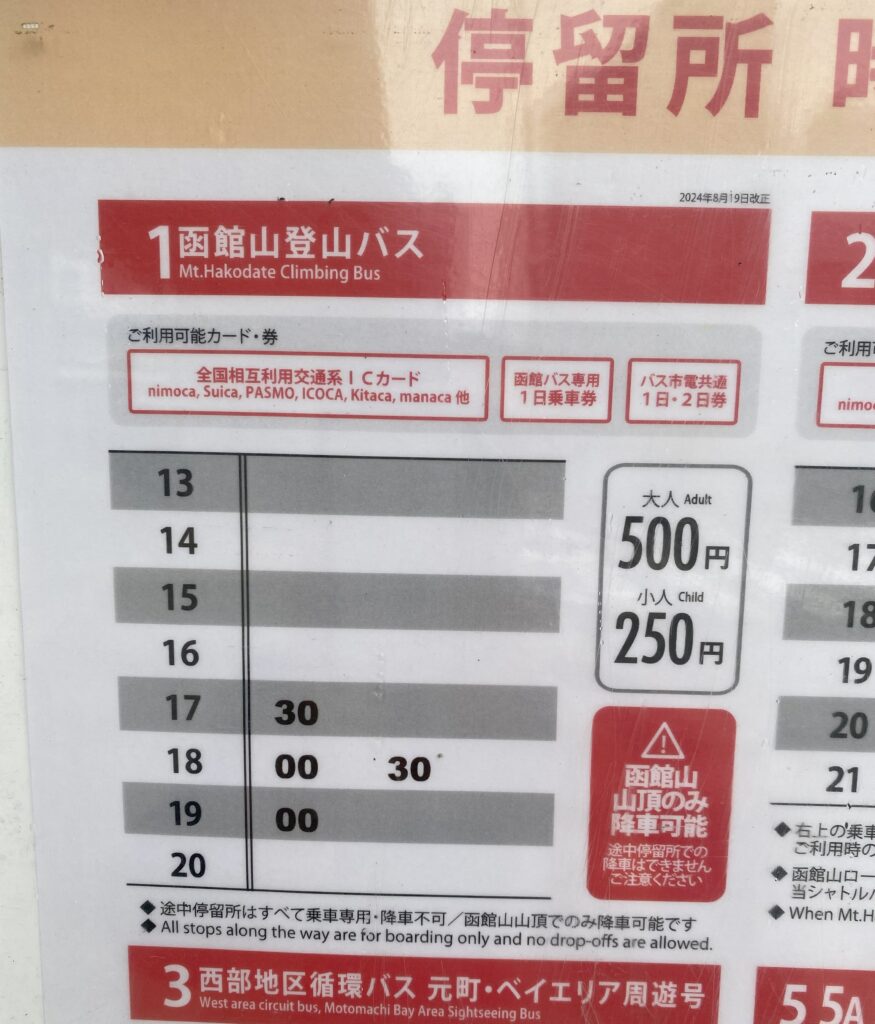 停留所
2024年8月19日改正
1 函館山登山バス
Mt.Hakodate Climbing Bus
ご利用可能カード・券
全国相互利用交通系ICカード
nimoca, Suica, PASMO, ICOCA, Kitaca, manaca 他
函館バス専用
1日乗車券
バス市電共通
1日・2日券
13
14
15
16
17 30
18 00 30
19 00
20
大人 Adult
500円
小人 Child
250円
函館山
山頂のみ
降車可能
途中停留所での
降車はできません
ご注意ください
◆ 途中停留所はすべて乗車専用・降車不可／函館山山頂でのみ降車可能です
◆ All stops along the way are for boarding only and no drop-offs are allowed.
2
ご利用
nimo
16
17
18
19
20
21
◆ 右上の乗車
ご利用時の
◆ 函館山ロー
当シャトルバ
◆ When Mt.H
3 西部地区循環バス 元町・ベイエリア周遊号
West area circuit bus, Motomachi Bay Area Sightseeing Bus
5 5A